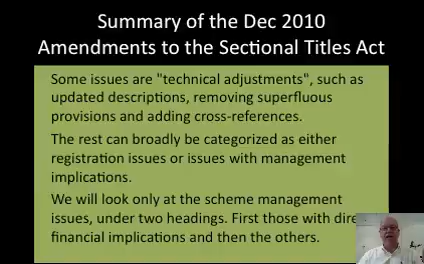 Summary of the Dec 2010
Amendments to the Sectional Titles Act
Some issues are "technical adjustments", such as
updated descriptions, removing superfluous
provisions and adding cross-references.
The rest can broadly be categorized as either
registration issues or issues with management
implications.
We will look only at the scheme management
issues, under two headings. First those with
financial implications and then the others.